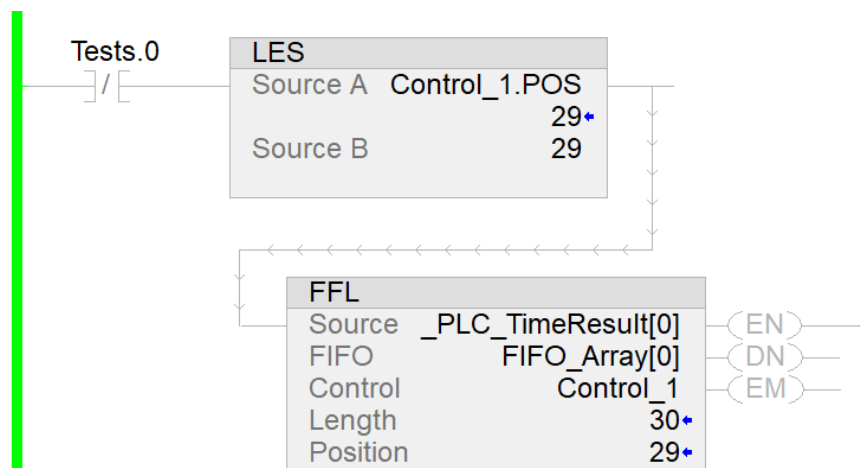 Tests.0
LES
Source A Control_1.POS
29
Source B 29
FFL
Source _PLC_TimeResult[0] EN
FIFO FIFO_Array[0] DN
Control Control_1 EM
Length 30
Position 29